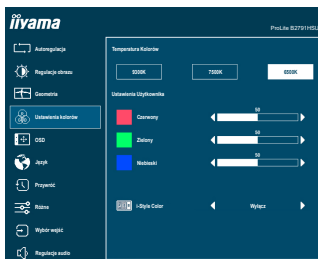 iiyama
ProLite B2791HSU
Autoregulacja
Regulacje obrazu
Geometria
Ustawienia kolorów
OSD
Język
Przywróć
Różne
Wybór wejść
Regulacje audio
Temperatura Kolorów
9300K
7500K
6500K
Ustawienia Użytkownika
Czerwony
50
Zielony
50
Niebieski
50
i-Style Color
Wyłącz